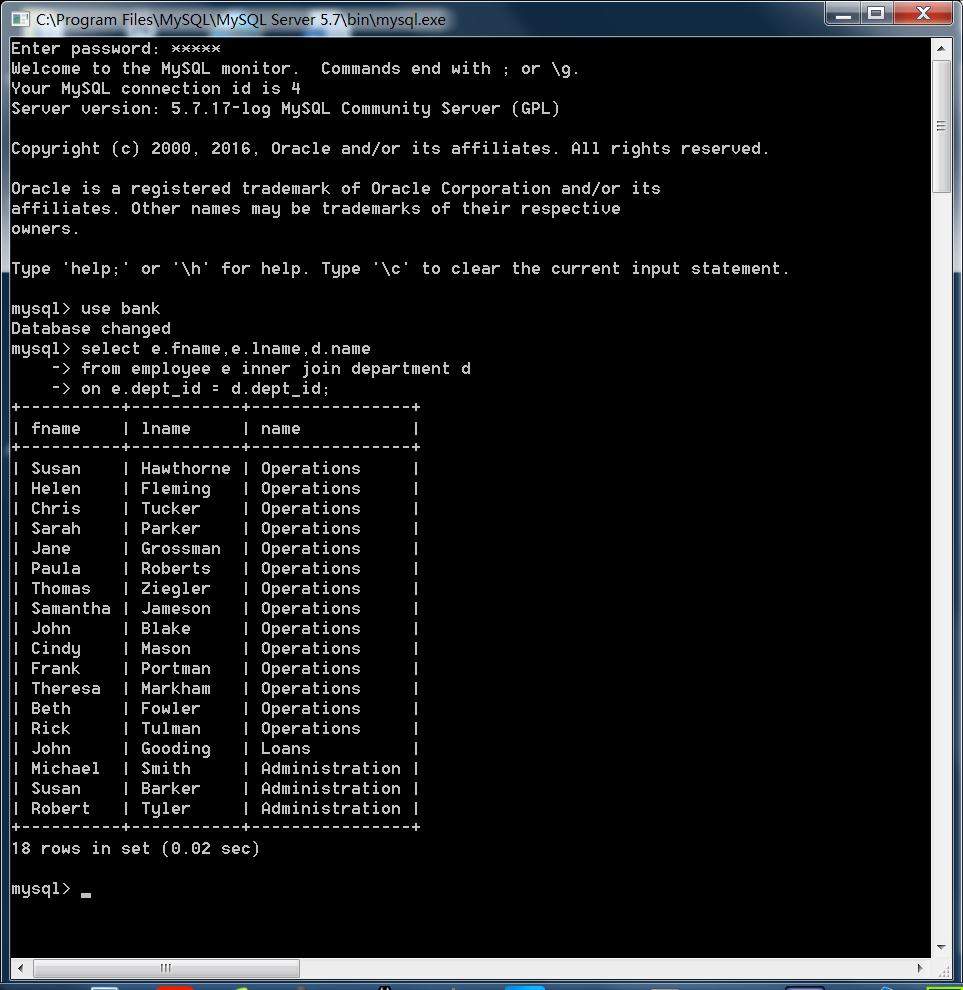 C:\Program Files\MySQL\MySQL Server 5.7\bin\mysql.exe
Enter password: *****
Welcome to the MySQL monitor.  Commands end with ; or \g.
Your MySQL connection id is 4
Server version: 5.7.17-log MySQL Community Server (GPL)

Copyright (c) 2000, 2016, Oracle and/or its affiliates. All rights reserved.

Oracle is a registered trademark of Oracle Corporation and/or its
affiliates. Other names may be trademarks of their respective
owners.

Type 'help;' or '\h' for help. Type '\c' to clear the current input statement.

mysql> use bank
Database changed
mysql> select e.fname,e.lname,d.name
    -> from employee e inner join department d
    -> on e.dept_id = d.dept_id;
+----------+-----------+----------------+
| fname    | lname     | name           |
+----------+-----------+----------------+
| Susan    | Hawthorne | Operations     |
| Helen    | Fleming   | Operations     |
| Chris    | Tucker    | Operations     |
| Sarah    | Parker    | Operations     |
| Jane     | Grossman  | Operations     |
| Paula    | Roberts   | Operations     |
| Thomas   | Ziegler   | Operations     |
| Samantha | Jameson   | Operations     |
| John     | Blake     | Operations     |
| Cindy    | Mason     | Operations     |
| Frank    | Portman   | Operations     |
| Theresa  | Markham   | Operations     |
| Beth     | Fowler    | Operations     |
| Rick     | Tulman    | Operations     |
| John     | Gooding   | Loans          |
| Michael  | Smith     | Administration |
| Susan    | Barker    | Administration |
| Robert   | Tyler     | Administration |
+----------+-----------+----------------+
18 rows in set (0.02 sec)

mysql> _